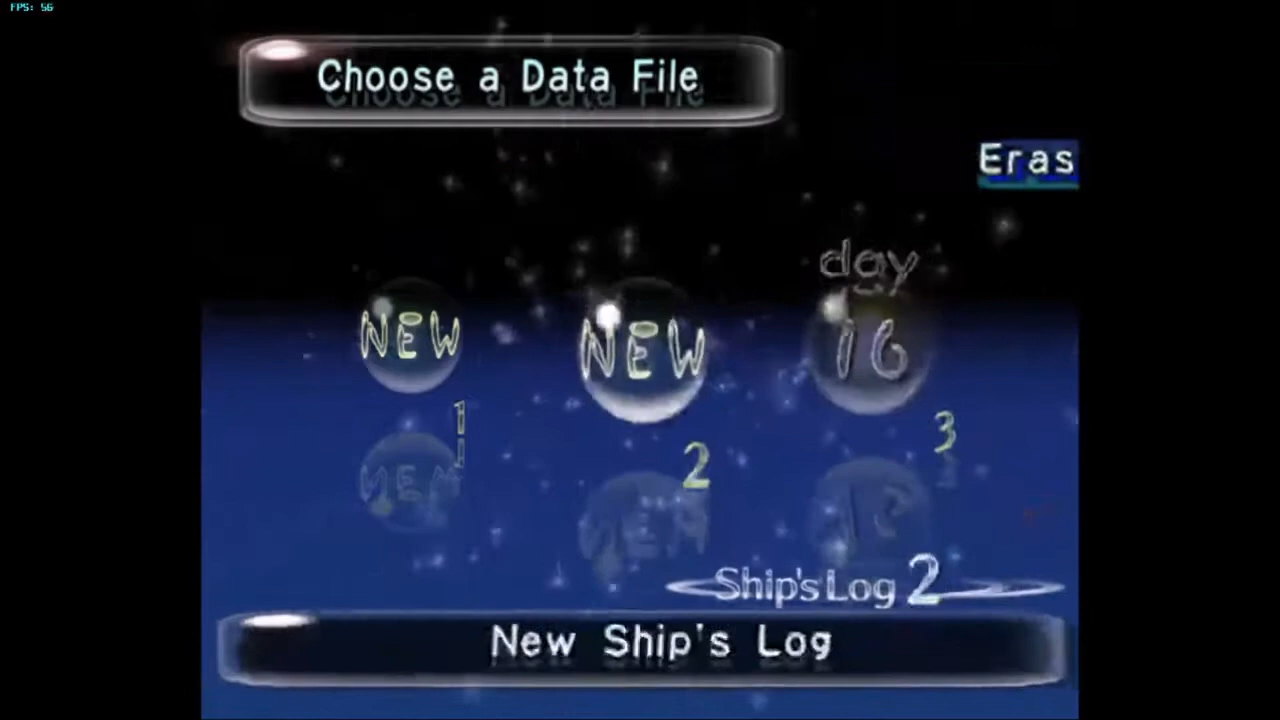 FPS: 56
Choose a Data File
Eras
day
NEW
NEW
16
1
2
3
Ship's Log 2
New Ship's Log